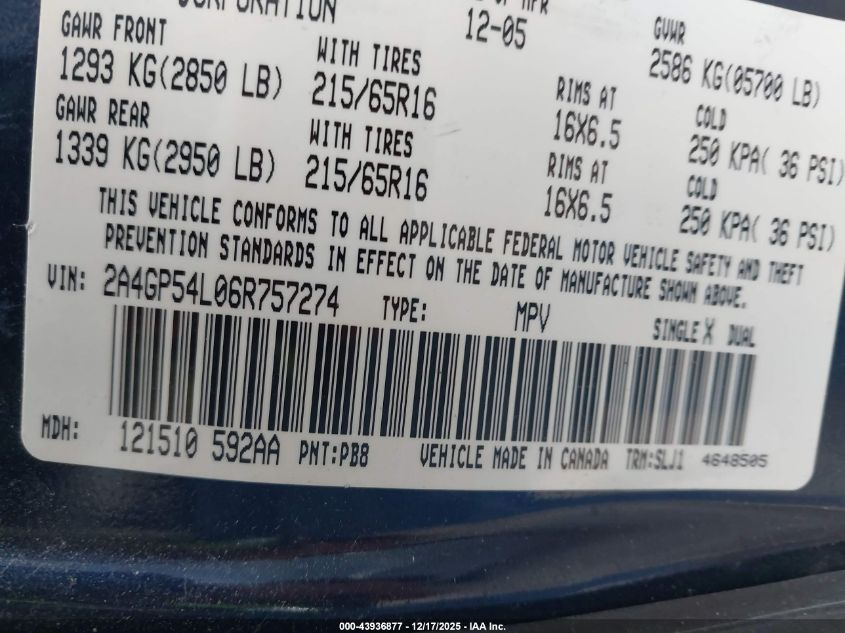 CORPORATION
OF MFR
GAWR FRONT WITH TIRES 12-05 GVWR
1293 KG(2850 LB) 215/65R16 RIMS AT 2586 KG(05700 LB)
16X6.5 COLD
250 KPA( 36 PSI)
GAWR REAR WITH TIRES RIMS AT COLD
1339 KG(2950 LB) 215/65R16 16X6.5 250 KPA( 36 PSI)
THIS VEHICLE CONFORMS TO ALL APPLICABLE FEDERAL MOTOR VEHICLE SAFETY AND THEFT
PREVENTION STANDARDS IN EFFECT ON THE DATE OF MANUFACTURE SHOWN ABOVE.
VIN: 2A4GP54L06R757274 TYPE: MPV SINGLE X DUAL
MDH: 121510 592AA PNT:PB8 VEHICLE MADE IN CANADA TRM:SLJ1 4648505
000-43936877 - 12/17/2025 - IAA Inc.